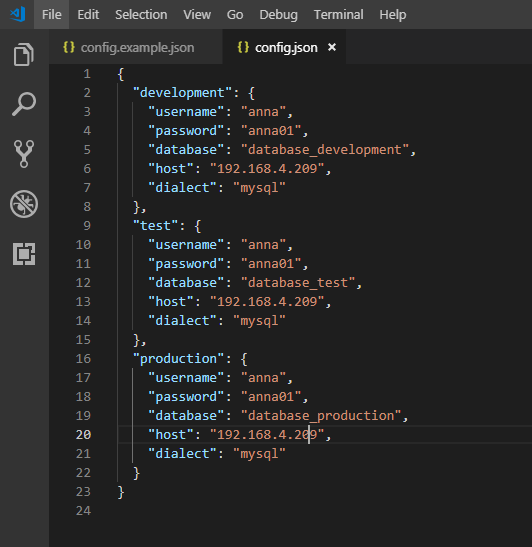 File Edit Selection View Go Debug Terminal Help
{} config.example.json {} config.json ×
1 {
2   "development": {
3     "username": "anna",
4     "password": "anna01",
5     "database": "database_development",
6     "host": "192.168.4.209",
7     "dialect": "mysql"
8   },
9   "test": {
10     "username": "anna",
11     "password": "anna01",
12     "database": "database_test",
13     "host": "192.168.4.209",
14     "dialect": "mysql"
15   },
16   "production": {
17     "username": "anna",
18     "password": "anna01",
19     "database": "database_production",
20     "host": "192.168.4.209",
21     "dialect": "mysql"
22   }
23 }
24